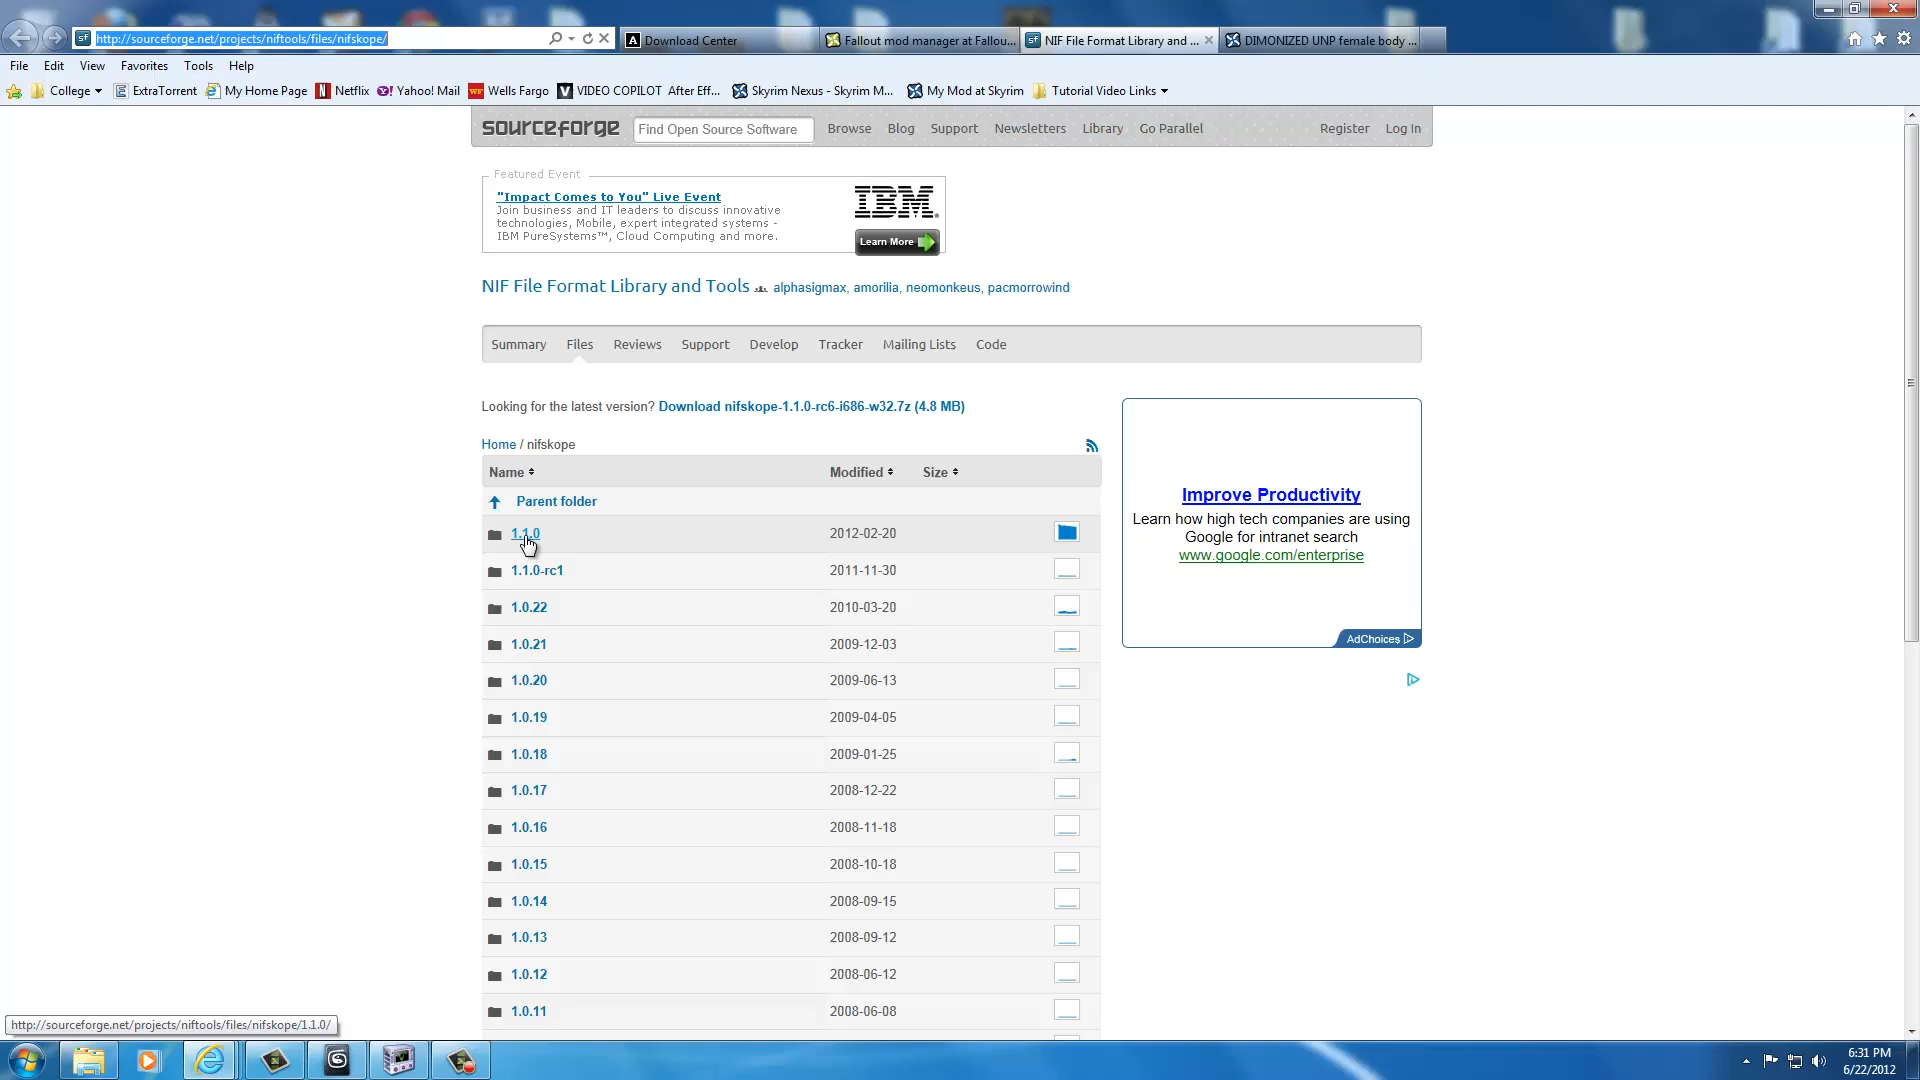 http://sourceforge.net/projects/niftools/files/nifskope/
Download Center
Fallout mod manager at Fallou...
NIF File Format Library and ...
DIMONIZED UNP female body ...
File Edit View Favorites Tools Help
College
ExtraTorrent
My Home Page
Netflix
Yahoo! Mail
Wells Fargo
VIDEO COPILOT After Eff...
Skyrim Nexus - Skyrim M...
My Mod at Skyrim
Tutorial Video Links
sourceforge
Find Open Source Software
Browse Blog Support Newsletters Library Go Parallel
Register Log In
Featured Event
"Impact Comes to You" Live Event
Join business and IT leaders to discuss innovative
technologies, Mobile, expert integrated systems -
IBM PureSystems™, Cloud Computing and more.
IBM®
Learn More
NIF File Format Library and Tools alphasigmax, amorilia, neomonkeus, pacmorrowind
Summary Files Reviews Support Develop Tracker Mailing Lists Code
Looking for the latest version? Download nifskope-1.1.0-rc6-i686-w32.7z (4.8 MB)
Home / nifskope
Name Modified Size
Parent folder
1.1.0 2012-02-20
1.1.0-rc1 2011-11-30
1.0.22 2010-03-20
1.0.21 2009-12-03
1.0.20 2009-06-13
1.0.19 2009-04-05
1.0.18 2009-01-25
1.0.17 2008-12-22
1.0.16 2008-11-18
1.0.15 2008-10-18
1.0.14 2008-09-15
1.0.13 2008-09-12
1.0.12 2008-06-12
1.0.11 2008-06-08
Improve Productivity
Learn how high tech companies are using
Google for intranet search
www.google.com/enterprise
AdChoices
http://sourceforge.net/projects/niftools/files/nifskope/1.1.0/
6:31 PM
6/22/2012